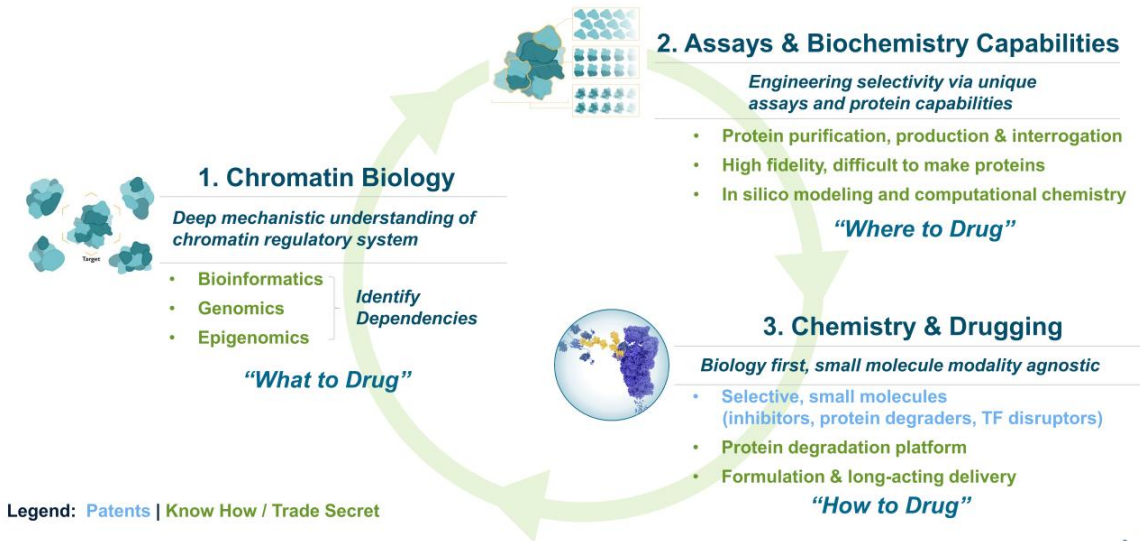 1. Chromatin Biology
Deep mechanistic understanding of
chromatin regulatory system
Target
• Bioinformatics
• Genomics
• Epigenomics
Identify
Dependencies
“What to Drug”
2. Assays & Biochemistry Capabilities
Engineering selectivity via unique
assays and protein capabilities
• Protein purification, production & interrogation
• High fidelity, difficult to make proteins
• In silico modeling and computational chemistry
“Where to Drug”
3. Chemistry & Drugging
Biology first, small molecule modality agnostic
• Selective, small molecules
(inhibitors, protein degraders, TF disruptors)
• Protein degradation platform
• Formulation & long-acting delivery
“How to Drug”
Legend: Patents | Know How / Trade Secret